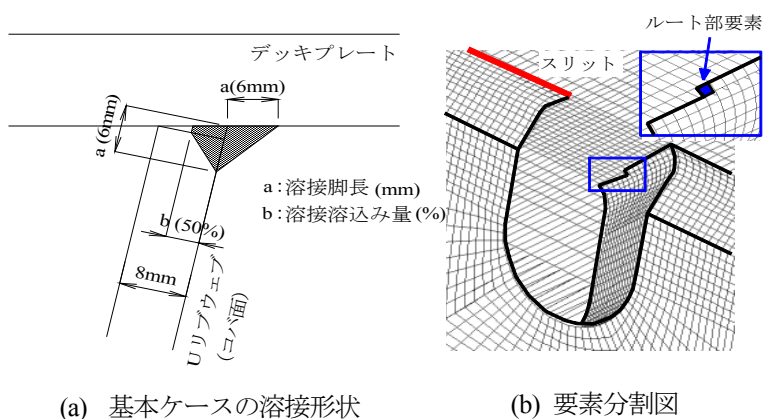 デッキプレート
a(6mm)
a (6mm)
a:溶接脚長 (mm)
b:溶接溶込み量(%)
b (50%)
8mm
Uリブウェブ
(コバ面)
(a) 基本ケースの溶接形状
ルート部要素
スリット
(b) 要素分割図